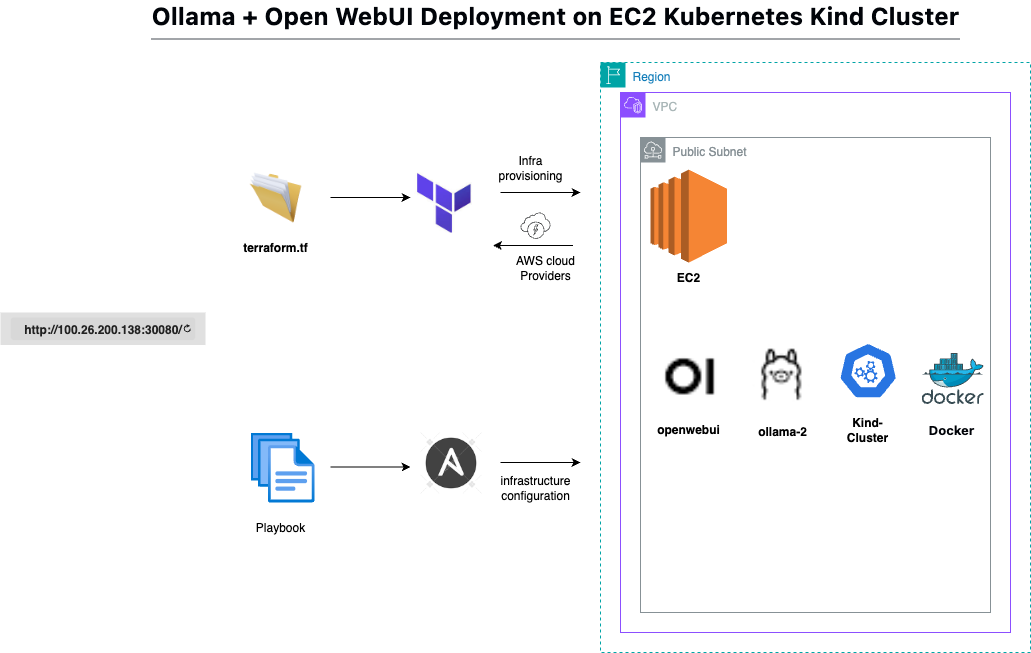 Ollama + Open WebUI Deployment on EC2 Kubernetes Kind Cluster
Region
VPC
Public Subnet
Infra
provisioning
AWS cloud
Providers
terraform.tf
EC2
http://100.26.200.138:30080/
OI
openwebui
ollama-2
Kind-
Cluster
docker
Docker
infrastructure
configuration
Playbook